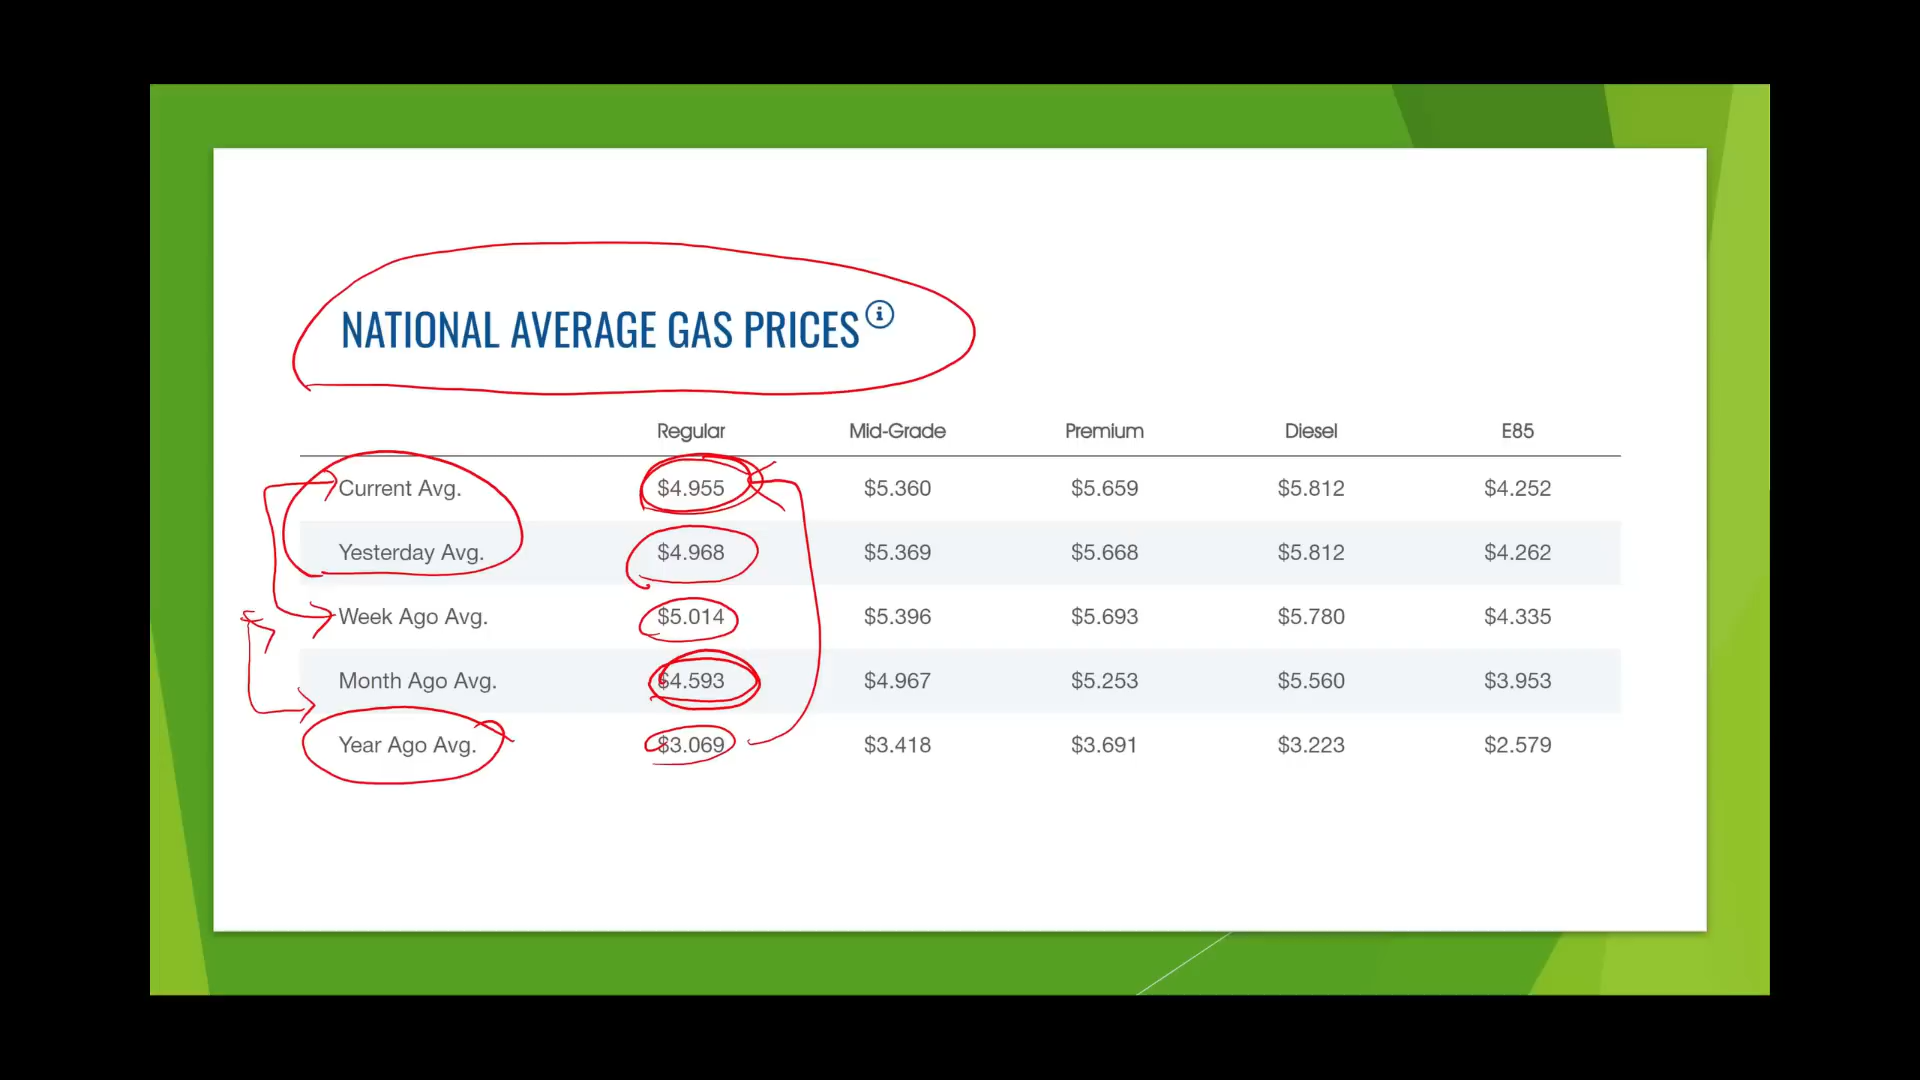 NATIONAL AVERAGE GAS PRICES i
Regular Mid-Grade Premium Diesel E85
Current Avg. $4.955 $5.360 $5.659 $5.812 $4.252
Yesterday Avg. $4.968 $5.369 $5.668 $5.812 $4.262
Week Ago Avg. $5.014 $5.396 $5.693 $5.780 $4.335
Month Ago Avg. $4.593 $4.967 $5.253 $5.560 $3.953
Year Ago Avg. $3.069 $3.418 $3.691 $3.223 $2.579